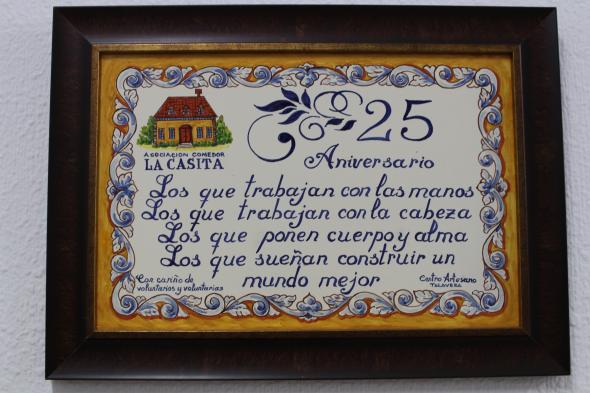 25
Aniversario
ASOCIACION COMEDOR
LA CASITA
Los que trabajan con las manos
Los que trabajan con la cabeza
Los que ponen cuerpo y alma
Los que sueñan construir un
mundo mejor
Con cariño de
voluntarios y voluntarias
Centro Artesano
TALAVERA